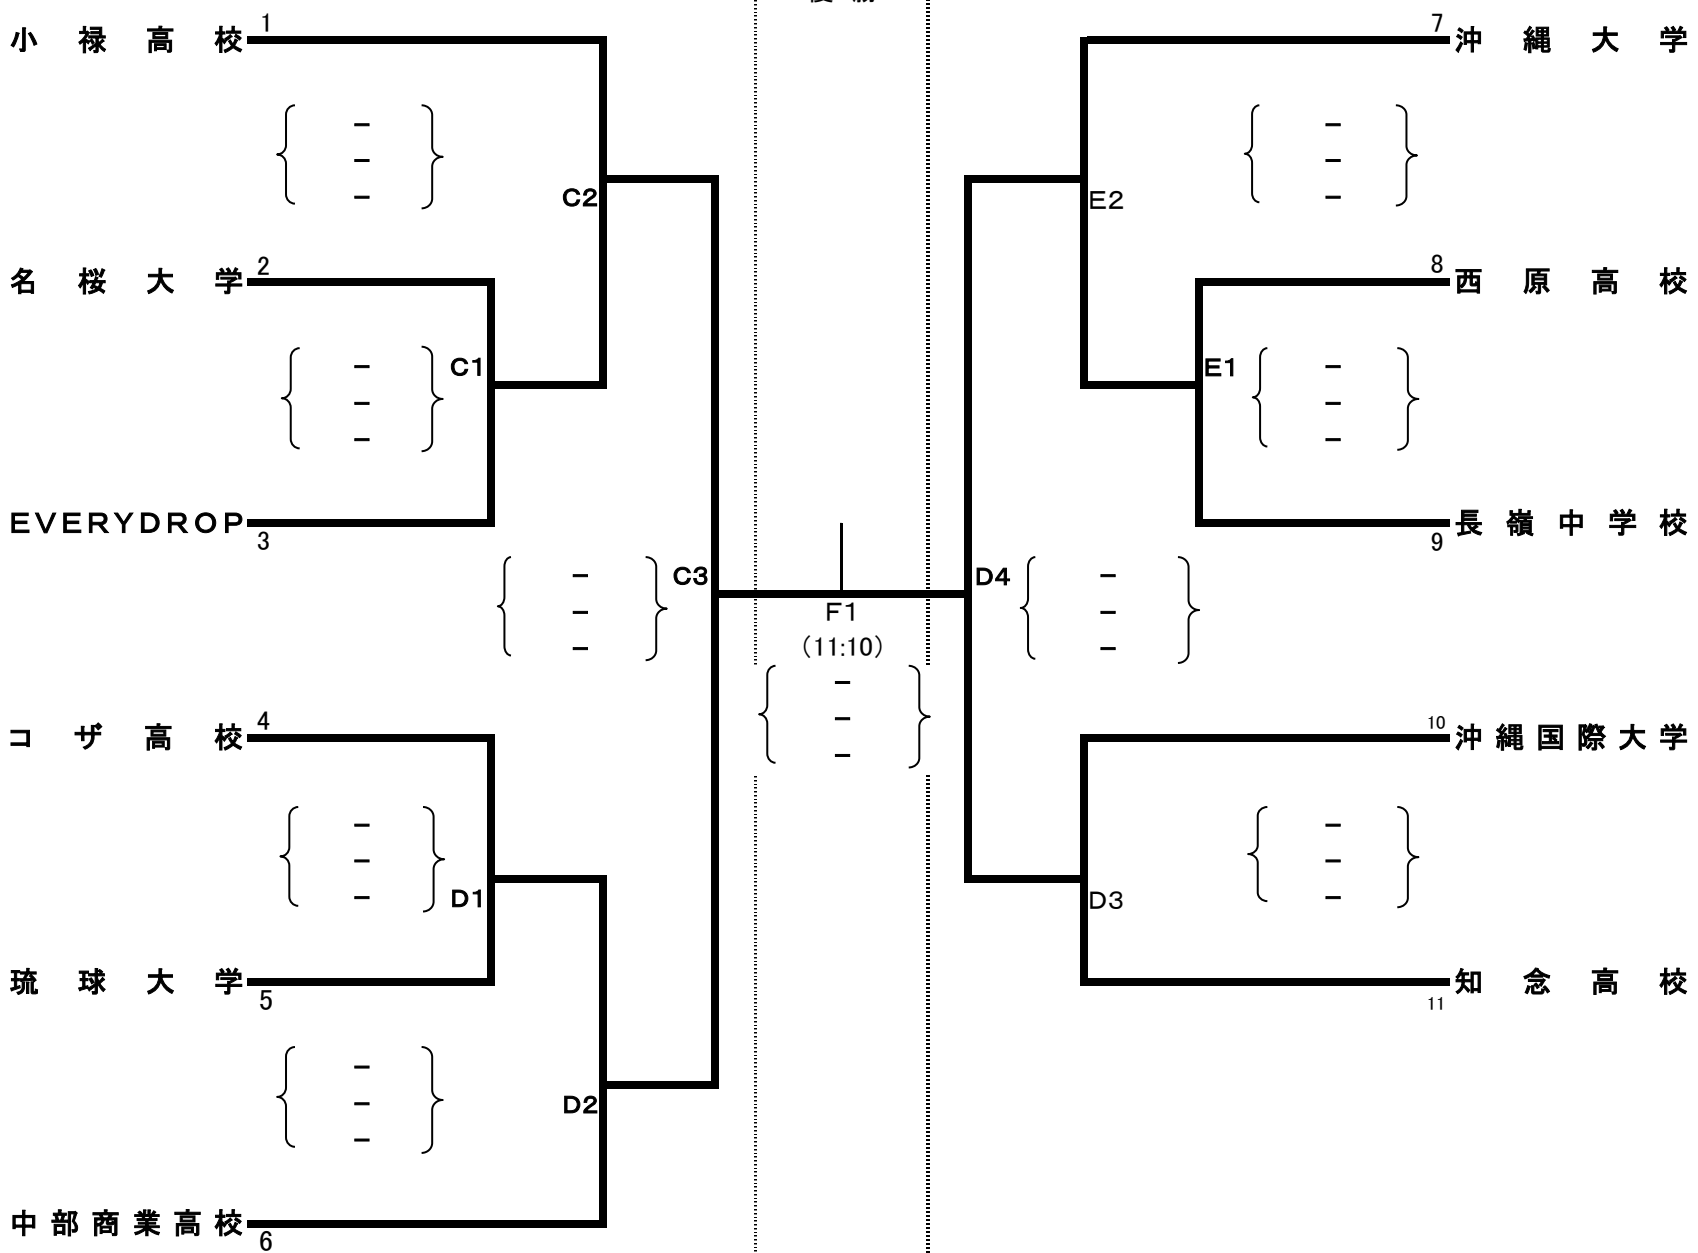 1
小禄高校
C2
2
名桜大学
C1
EVERYDROP
3
C3
4
コザ高校
D1
琉球大学
5
D2
中部商業高校
6
F1
(11:10)
7
沖縄大学
E2
8
西原高校
E1
長嶺中学校
9
D4
10
沖縄国際大学
D3
知念高校
11